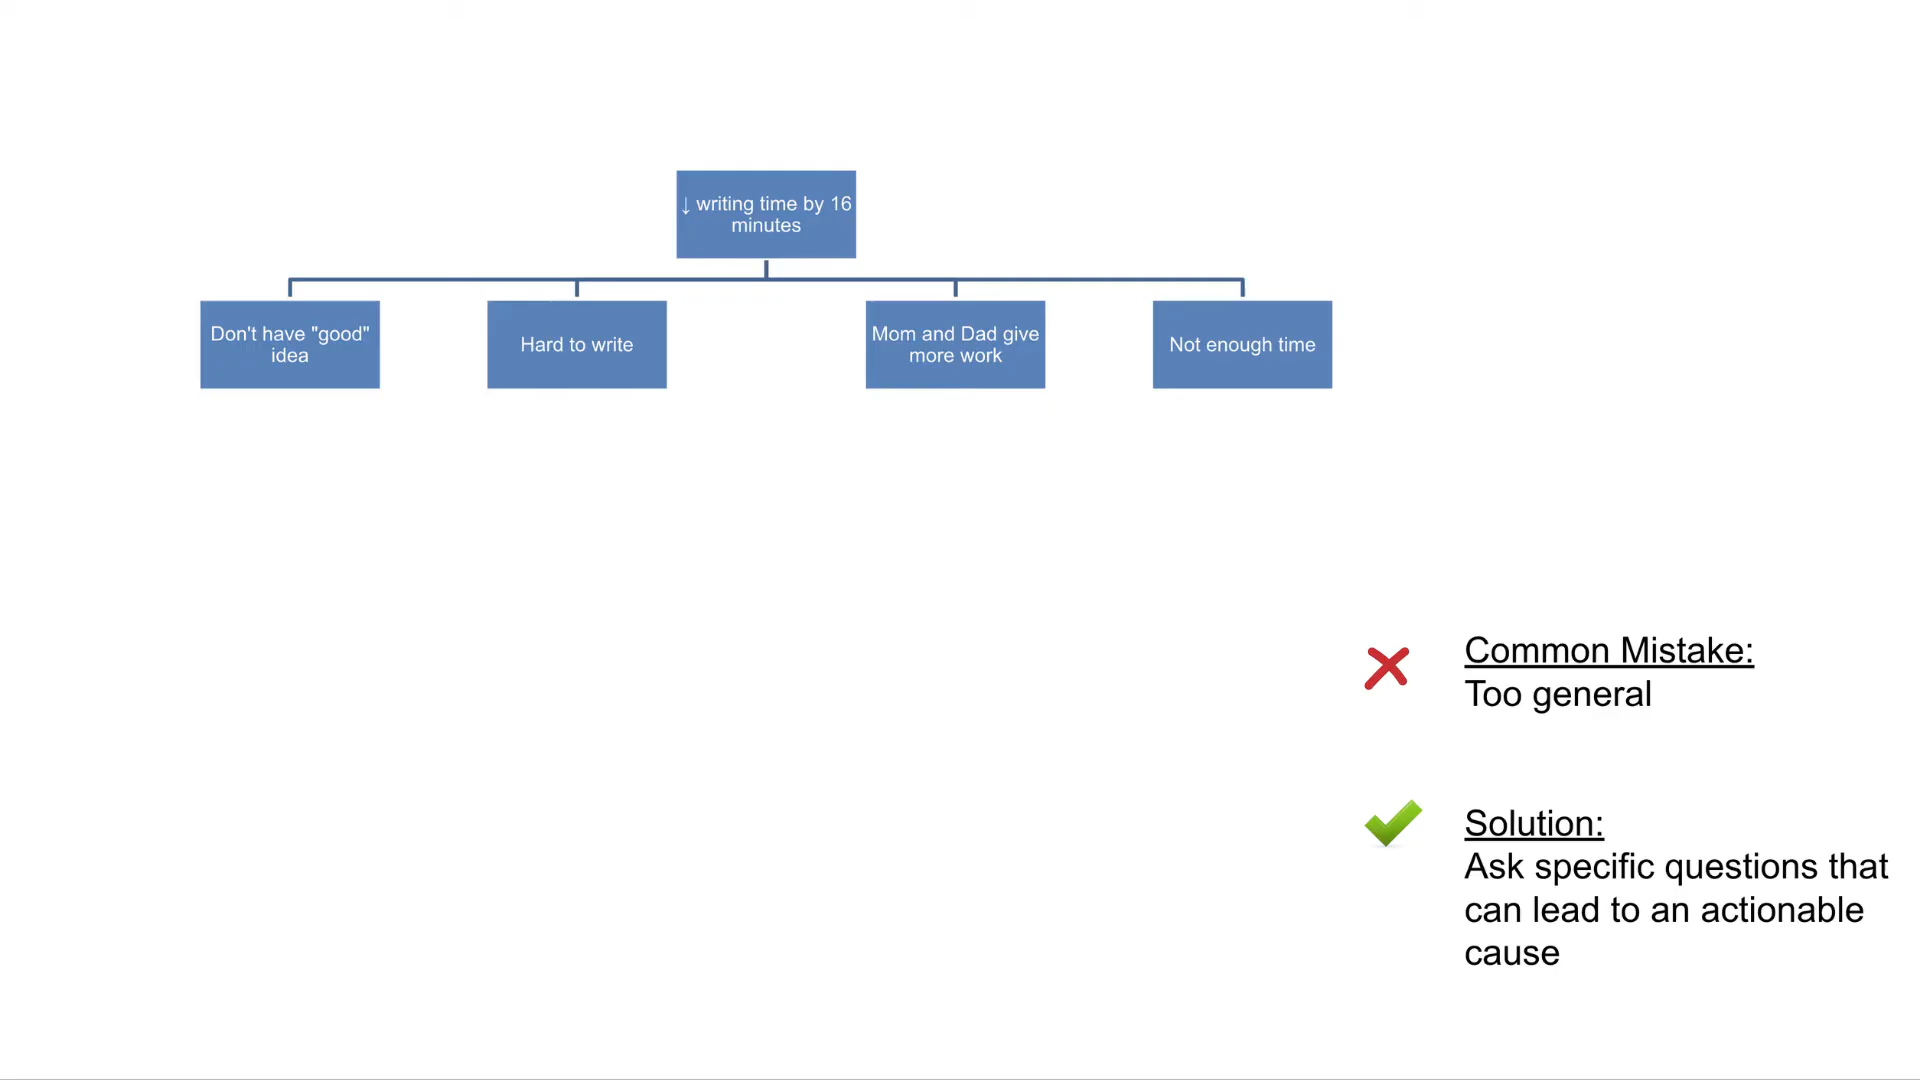 ↓ writing time by 16
minutes
Don't have "good"
idea
Hard to write
Mom and Dad give
more work
Not enough time
Common Mistake:
Too general
Solution:
Ask specific questions that
can lead to an actionable
cause